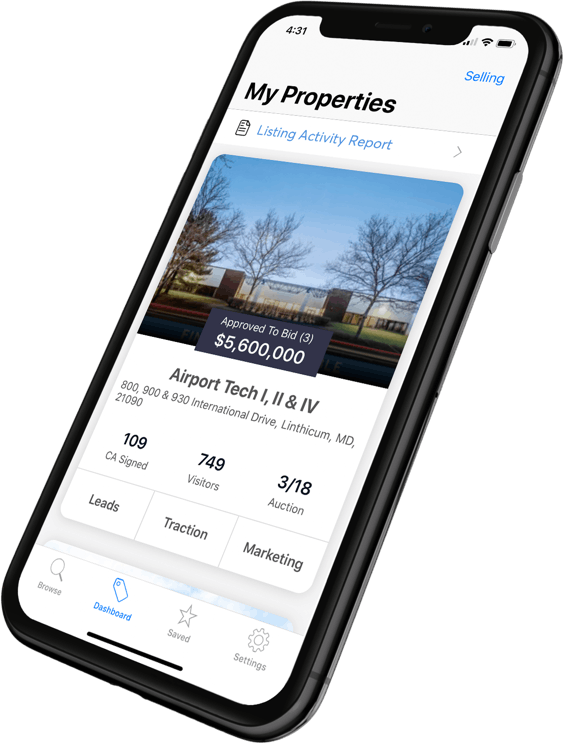 4:31
Selling
My Properties
Listing Activity Report
Approved To Bid (3)
$5,600,000
Airport Tech I, II & IV
800, 900 & 930 International Drive, Linthicum, MD,
21090
109
CA Signed
749
Visitors
3/18
Auction
Leads
Traction
Marketing
Browse
Dashboard
Saved
Settings